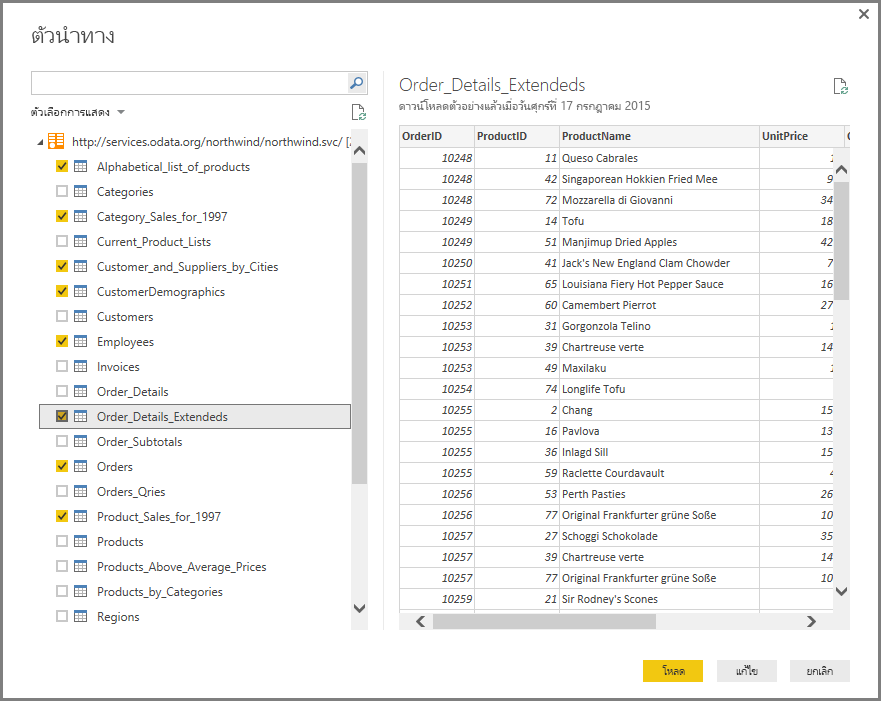 ตัวนำทาง
ตัวเลือกการแสดง
http://services.odata.org/northwind/northwind.svc/
Alphabetical_list_of_products
Categories
Category_Sales_for_1997
Current_Product_Lists
Customer_and_Suppliers_by_Cities
CustomerDemographics
Customers
Employees
Invoices
Order_Details
Order_Details_Extendeds
Order_Subtotals
Orders
Orders_Qries
Product_Sales_for_1997
Products
Products_Above_Average_Prices
Products_by_Categories
Regions
Order_Details_Extendeds
ดาวน์โหลดตัวอย่างแล้วเมื่อวันศุกร์ที่ 17 กรกฎาคม 2015
OrderID ProductID ProductName UnitPrice
10248 11 Queso Cabrales
10248 42 Singaporean Hokkien Fried Mee 9
10248 72 Mozzarella di Giovanni 34
10249 14 Tofu 18
10249 51 Manjimup Dried Apples 42
10250 41 Jack's New England Clam Chowder 7
10251 65 Louisiana Fiery Hot Pepper Sauce 16
10252 60 Camembert Pierrot 27
10253 31 Gorgonzola Telino
10253 39 Chartreuse verte 14
10253 49 Maxilaku
10254 74 Longlife Tofu
10255 2 Chang 15
10255 16 Pavlova 13
10255 36 Inlagd Sill 15
10255 59 Raclette Courdavault
10256 53 Perth Pasties 26
10256 77 Original Frankfurter grüne Soße 10
10257 27 Schoggi Schokolade 35
10257 39 Chartreuse verte 14
10257 77 Original Frankfurter grüne Soße 10
10259 21 Sir Rodney's Scones
โหลด
แก้ไข
ยกเลิก